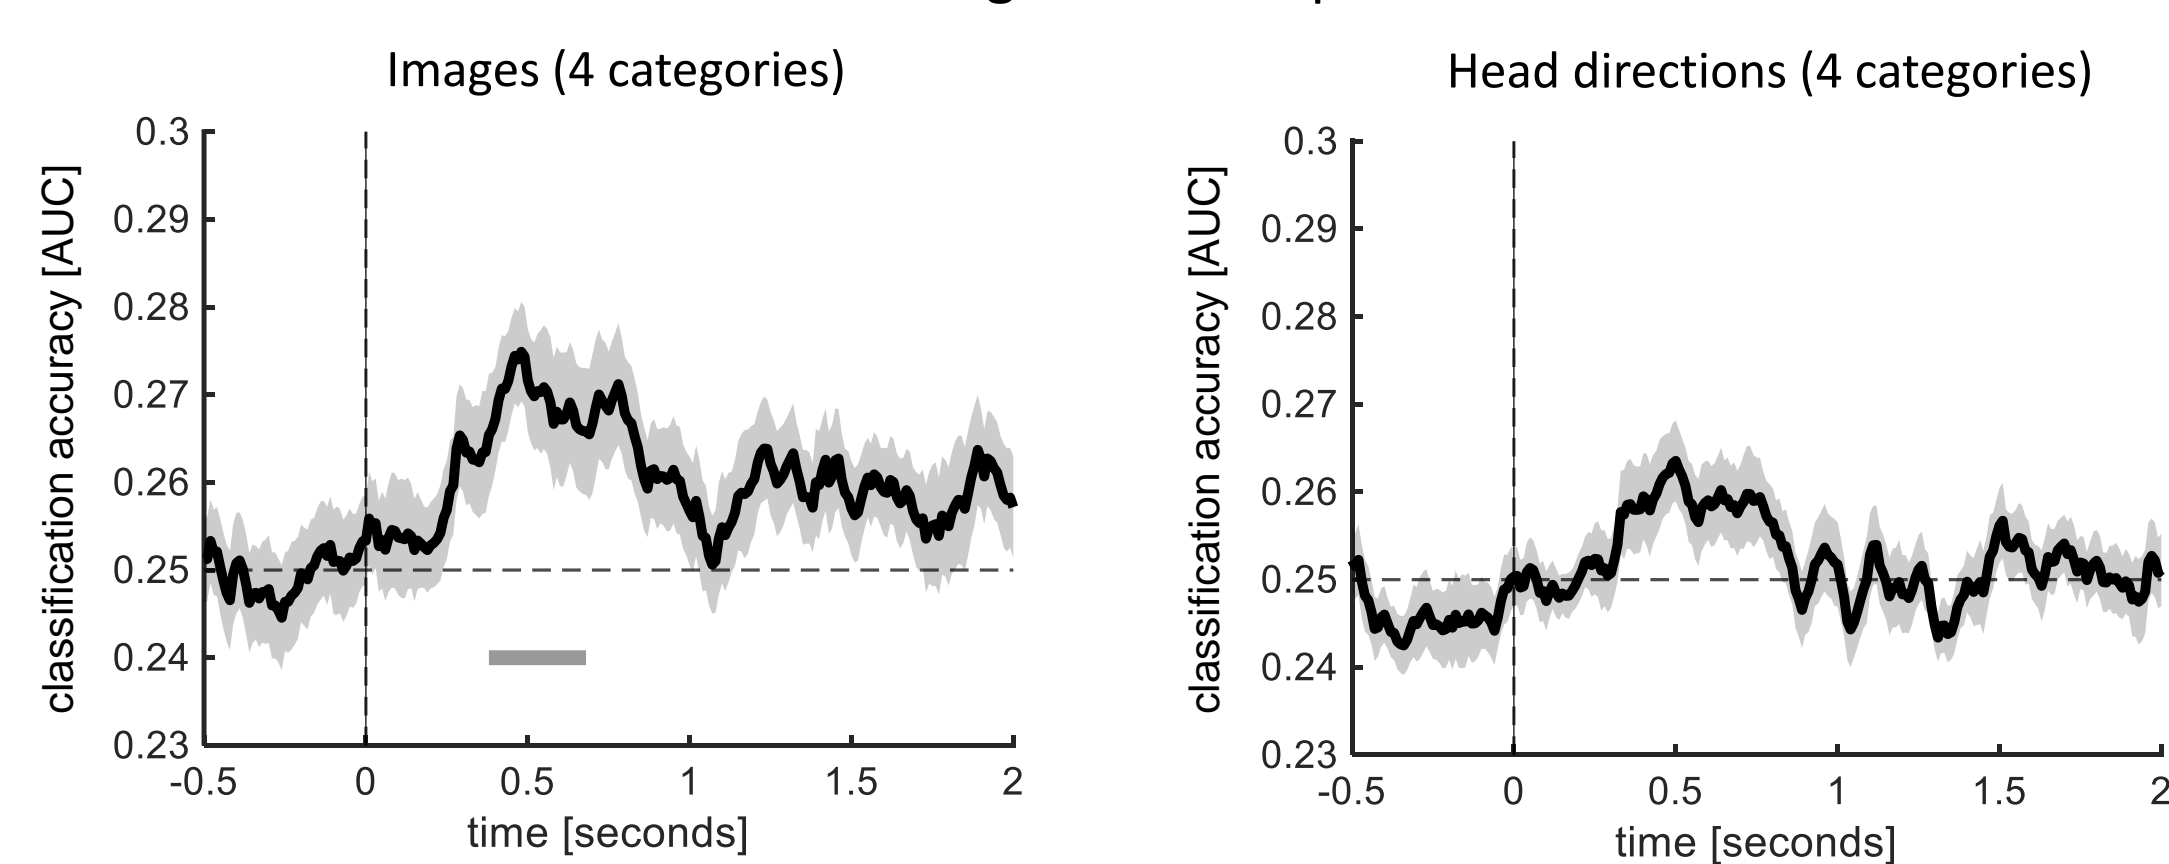 Images (4 categories)
0.3
0.29
0.28
0.27
0.26
0.25
0.24
0.23
classification accuracy [AUC]
-0.5 0 0.5 1 1.5 2
time [seconds]
Head directions (4 categories)
0.3
0.29
0.28
0.27
0.26
0.25
0.24
0.23
classification accuracy [AUC]
-0.5 0 0.5 1 1.5 2
time [seconds]